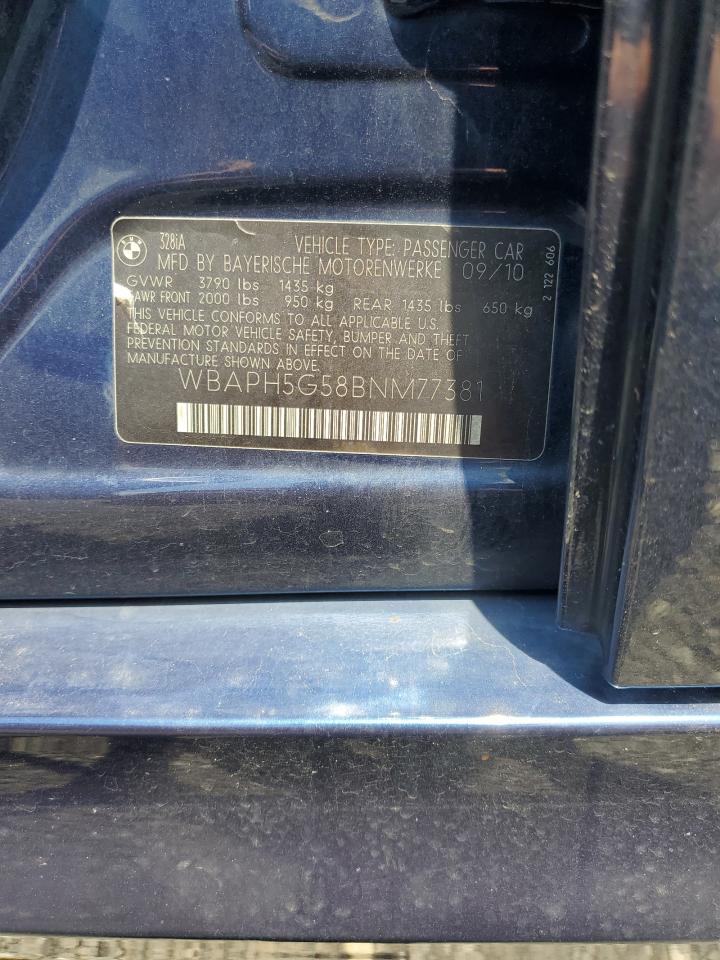 BMW
328iA VEHICLE TYPE: PASSENGER CAR
MFD BY BAYERISCHE MOTORENWERKE 09/10
GVWR 3790 lbs 1435 kg
GAWR FRONT 2000 lbs 950 kg REAR 1435 lbs 650 kg
THIS VEHICLE CONFORMS TO ALL APPLICABLE U.S.
FEDERAL MOTOR VEHICLE SAFETY, BUMPER AND THEFT
PREVENTION STANDARDS IN EFFECT ON THE DATE OF
MANUFACTURE SHOWN ABOVE.
WBAPH5G58BNM77381
2 122 606